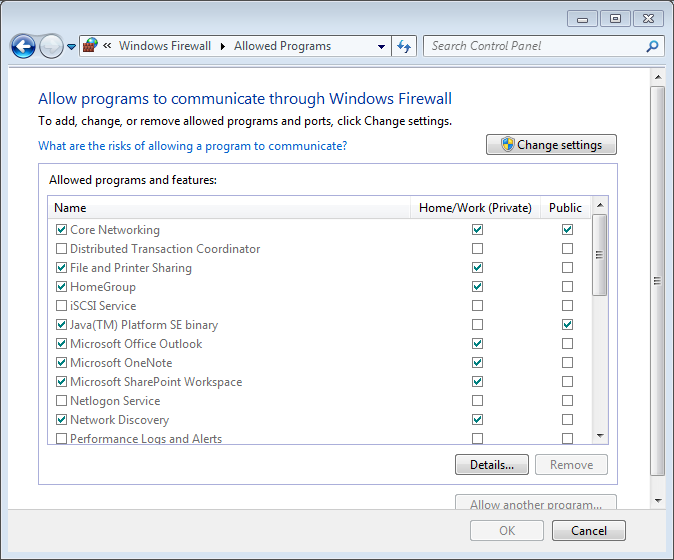 « Windows Firewall ▸ Allowed Programs
Search Control Panel
Allow programs to communicate through Windows Firewall
To add, change, or remove allowed programs and ports, click Change settings.
What are the risks of allowing a program to communicate?
Change settings
Allowed programs and features:
Name Home/Work (Private) Public
Core Networking
Distributed Transaction Coordinator
File and Printer Sharing
HomeGroup
iSCSI Service
Java(TM) Platform SE binary
Microsoft Office Outlook
Microsoft OneNote
Microsoft SharePoint Workspace
Netlogon Service
Network Discovery
Performance Logs and Alerts
Details... Remove
Allow another program...
OK Cancel